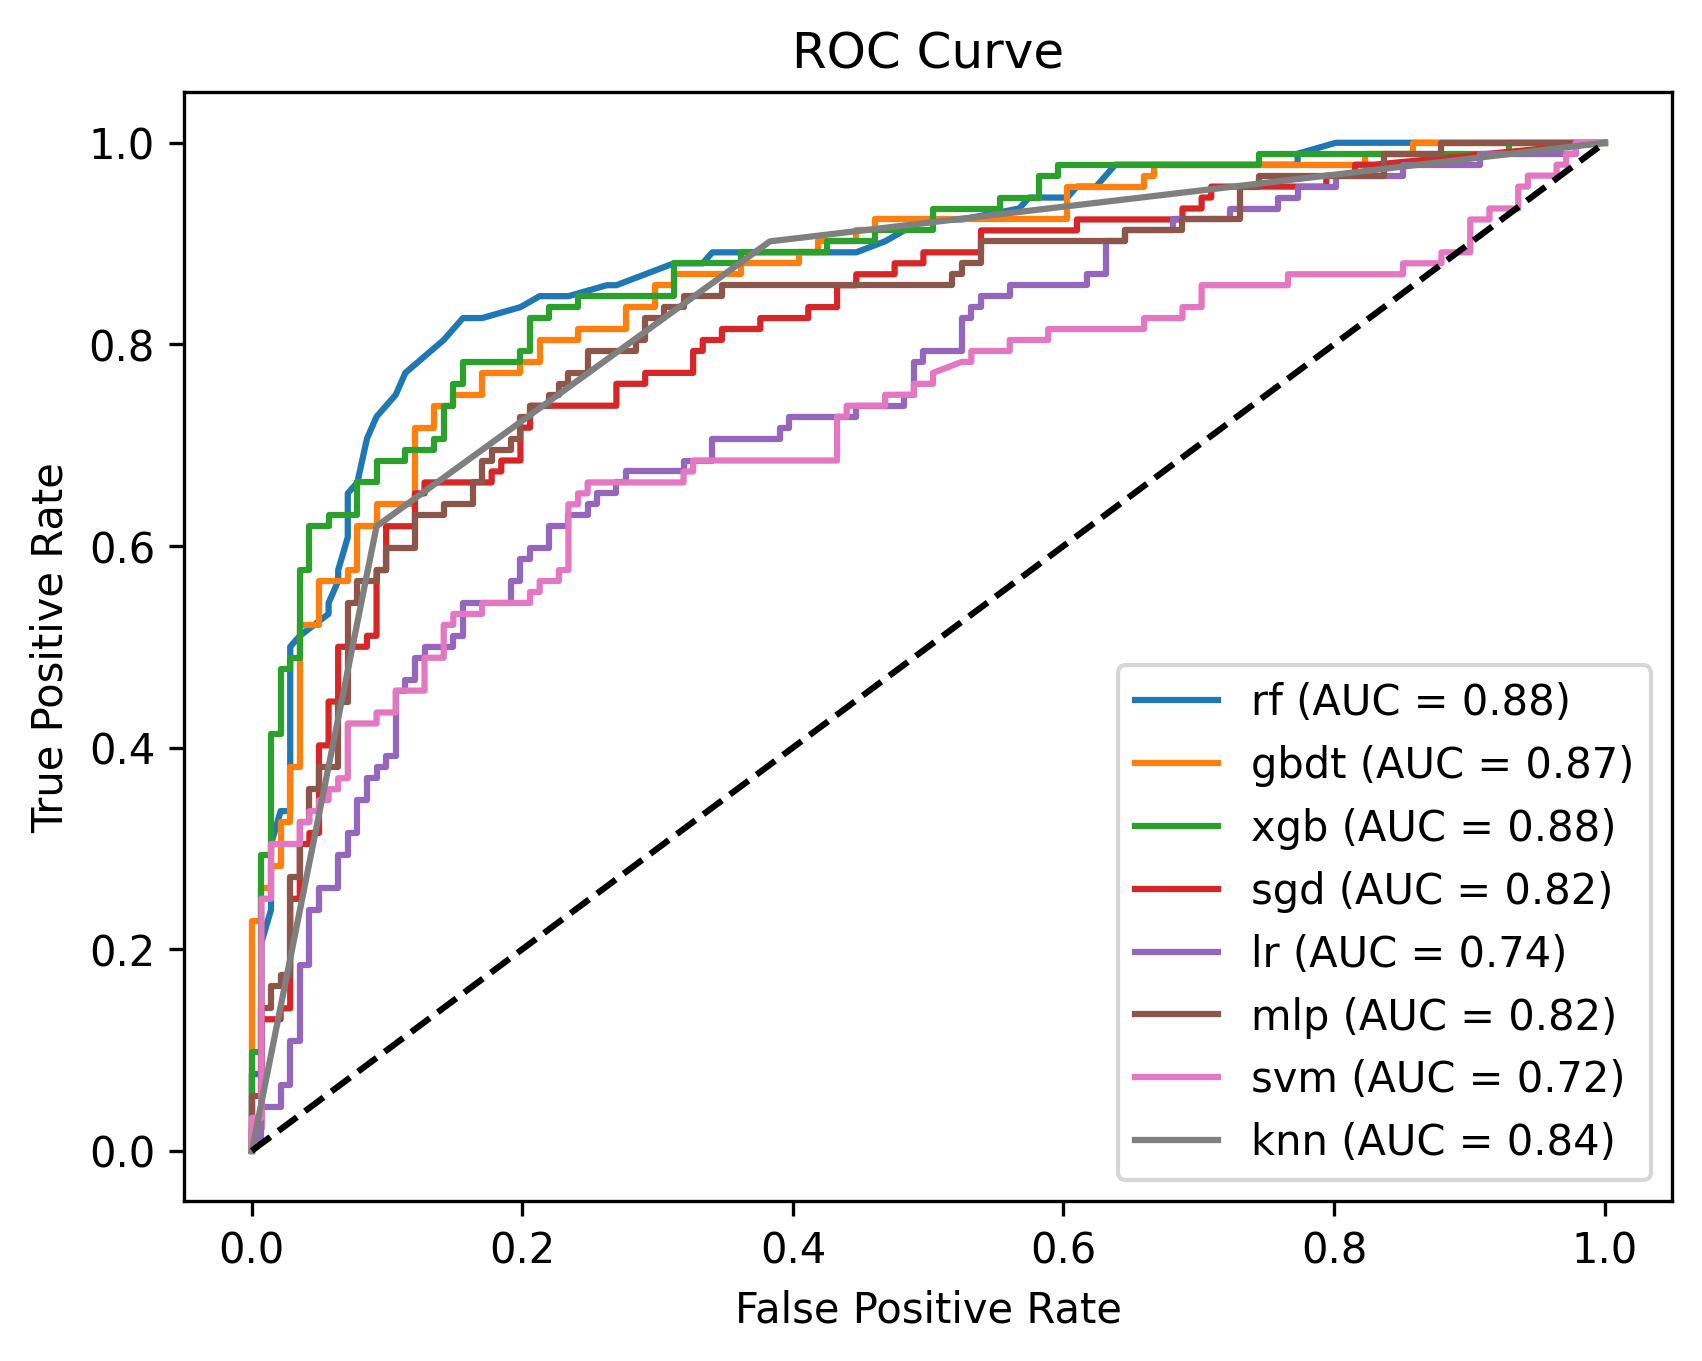 ROC Curve
True Positive Rate
1.0
0.8
0.6
0.4
0.2
0.0
rf (AUC = 0.88)
gbdt (AUC = 0.87)
xgb (AUC = 0.88)
sgd (AUC = 0.82)
lr (AUC = 0.74)
mlp (AUC = 0.82)
svm (AUC = 0.72)
knn (AUC = 0.84)
0.0 0.2 0.4 0.6 0.8 1.0
False Positive Rate